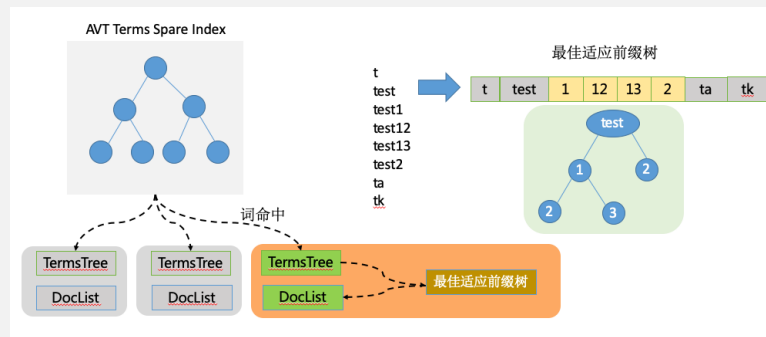 AVT Terms Spare Index
最佳适应前缀树
t
test
test1
test12
test13
test2
ta
tk
t test 1 12 13 2 ta tk
test
1 2
2 3
词命中
TermsTree TermsTree TermsTree
DocList DocList DocList
最佳适应前缀树